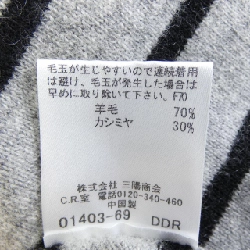 毛玉が生じやすいので連続着用
は避け、毛玉が発生した場合は
早めに取り除いて下さい。F70
羊毛 70%
カシミヤ 30%
株式会社 三陽商会
C.R.室 電話0120-340-460
中国製
01403-69 DDR